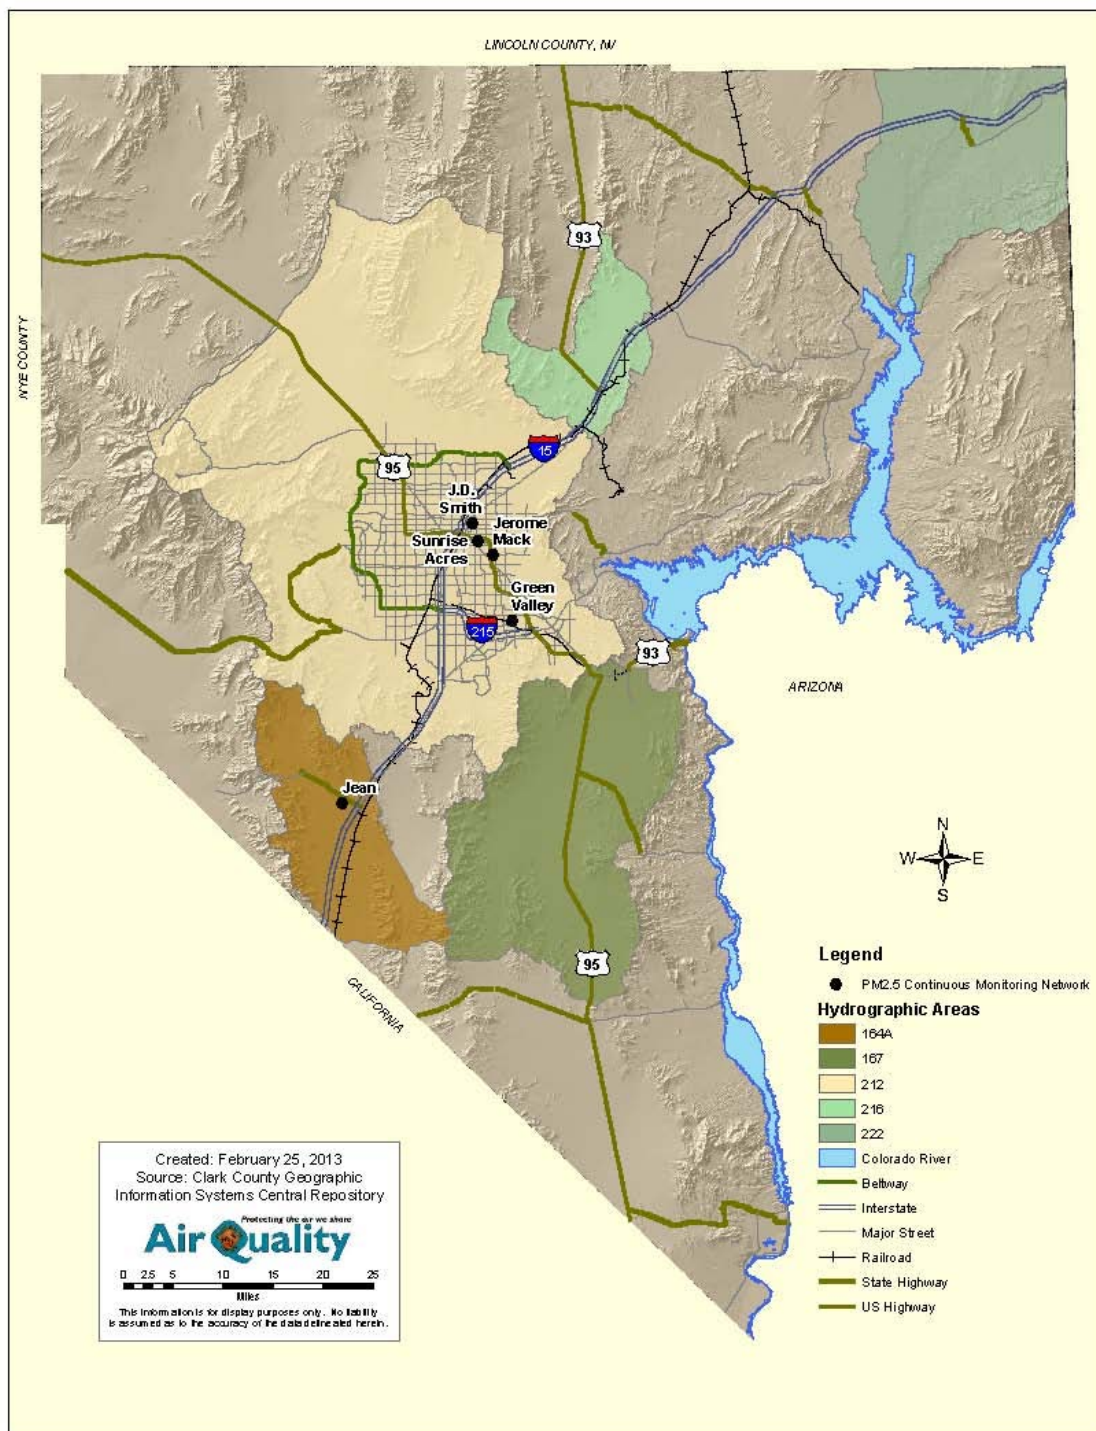 LINCOLN COUNTY, NV
93
NYE COUNTY
15
95
J.D.
Smith
Jerome
Mack
Sunrise
Acres
Green
Valley
215
93
ARIZONA
Jean
N
W
E
S
95
CALIFORNIA
Legend
PM2.5 Continuous Monitoring Network
Hydrographic Areas
164A
167
212
216
222
Colorado River
Beltway
Interstate
Major Street
Railroad
State Highway
US Highway
Created: February 25, 2013
Source: Clark County Geographic
Information Systems Central Repository
Protecting the air we share
Air Quality
0 2.5 5 10 15 20 25
Miles
This information is for display purposes only. No liability
is assumed as to the accuracy of the data delineated herein.